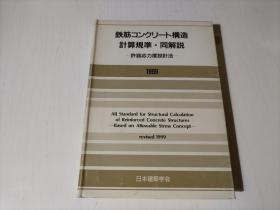 鉄筋コンクリート構造
計算規準・同解説
-許容応力度設計法-
1999
AIJ Standard for Structural Calculation
of Reinforced Concrete Structures
—Based on Allowable Stress Concept—
revised 1999
日本建築学会